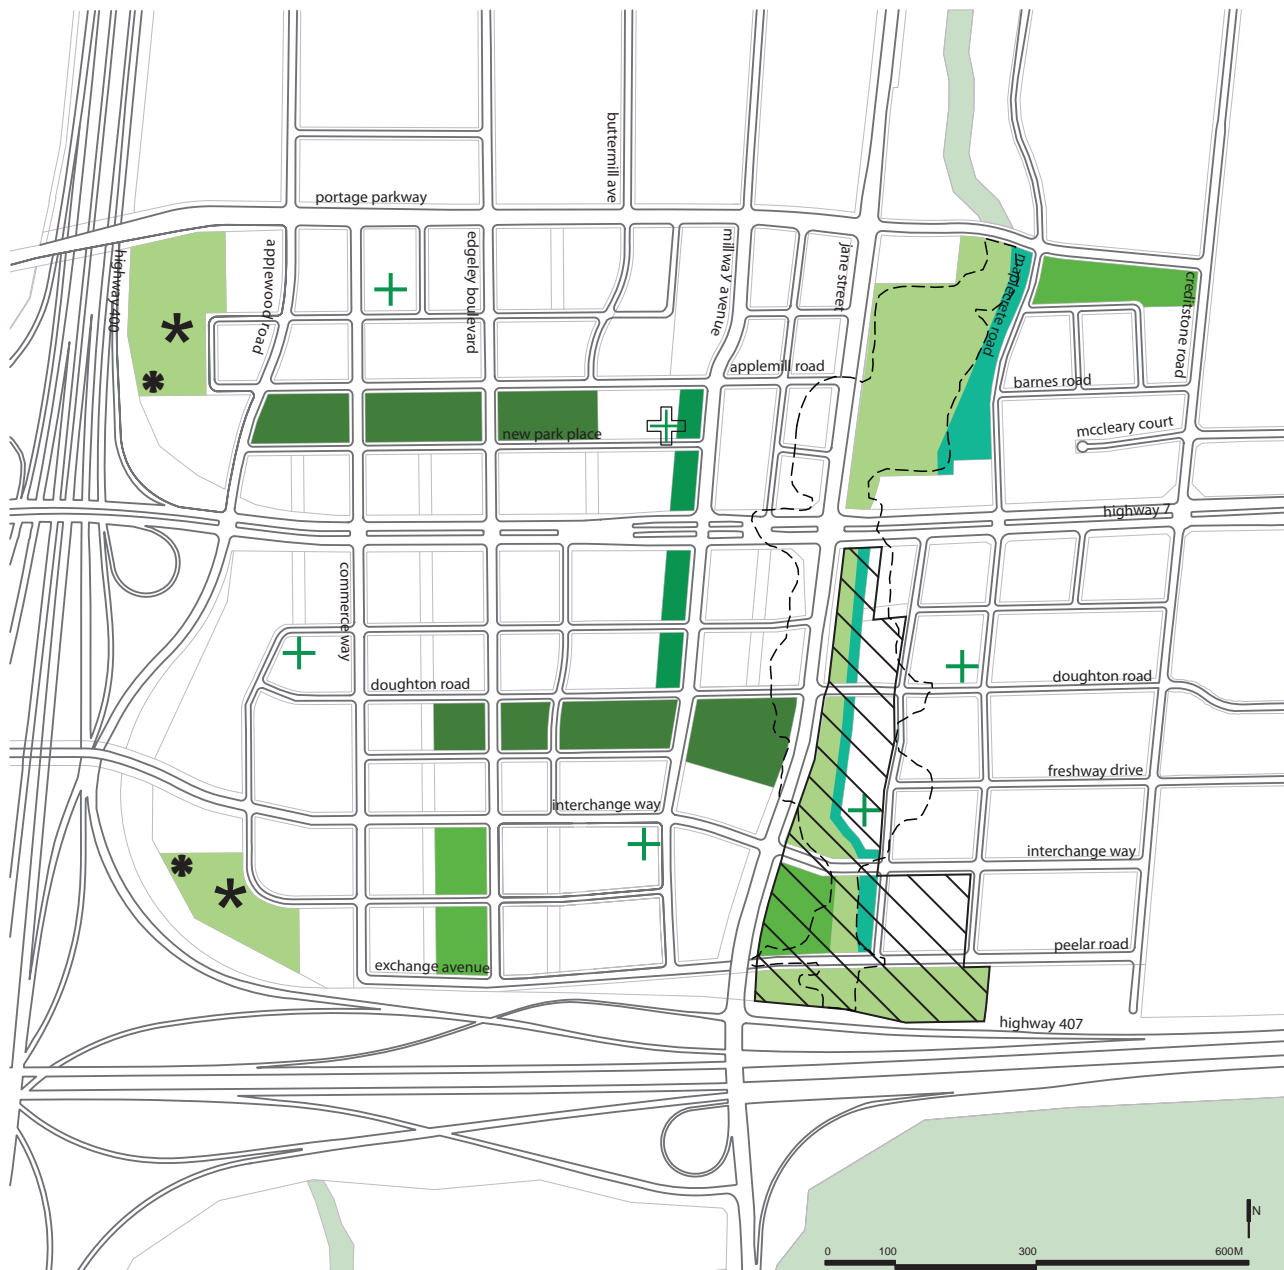 buttermill ave
portage parkway
highway 400
applewood road
edgeley boulevard
millway avenue
jane street
maplecrete road
creditstone road
applemill road
barnes road
new park place
mccleary court
highway 7
commerce way
doughton road
doughton road
freshway drive
interchange way
interchange way
peelar road
exchange avenue
highway 407
N
0 100 300 600M